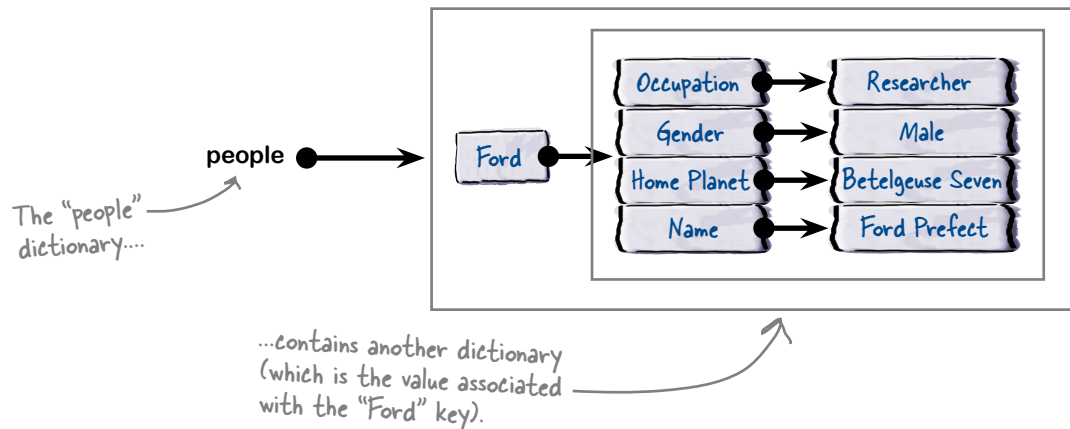 Occupation Researcher
Gender Male
people Ford
Home Planet Betelgeuse Seven
Name Ford Prefect
The "people"
dictionary....
...contains another dictionary
(which is the value associated
with the "Ford" key).